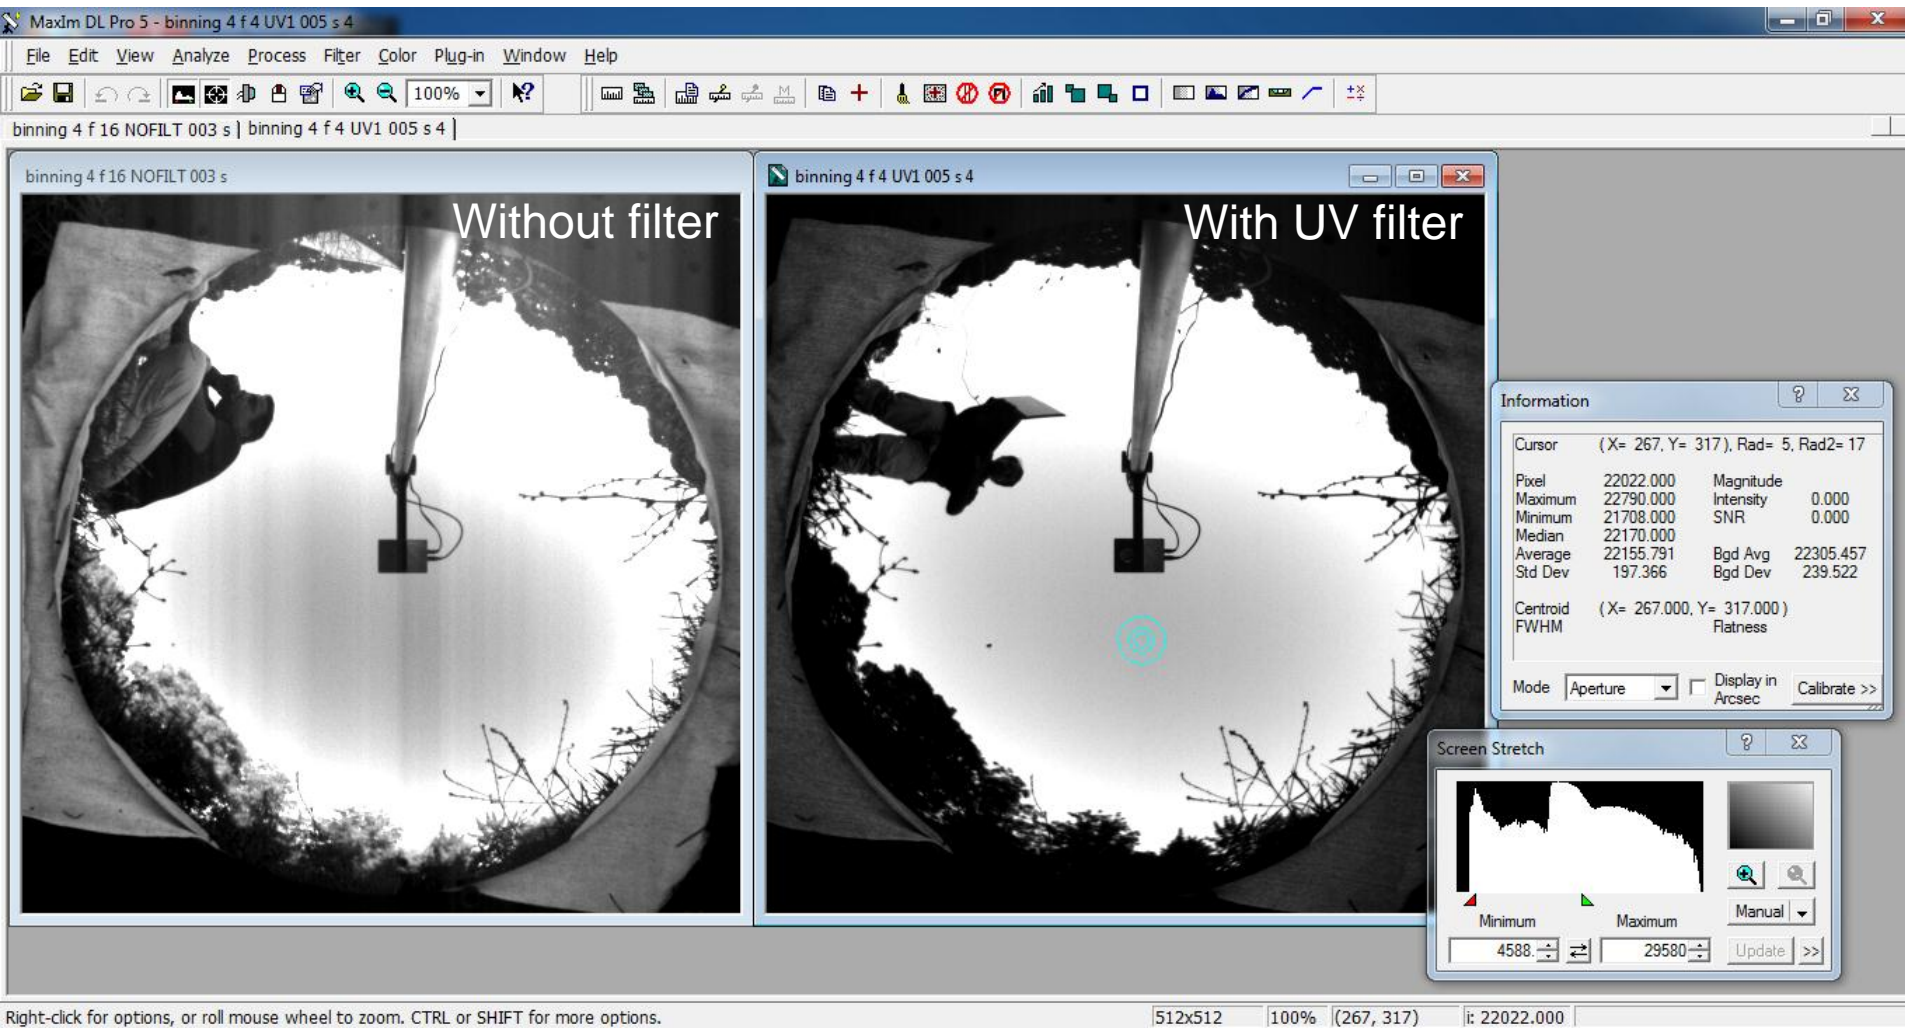 MaxIm DL Pro 5 - binning 4 f 4 UV1 005 s 4
File Edit View Analyze Process Filter Color Plug-in Window Help
100%
binning 4 f 16 NOFILT 003 s binning 4 f 4 UV1 005 s 4
binning 4 f 16 NOFILT 003 s
binning 4 f 4 UV1 005 s 4
Without filter
With UV filter
Information
Cursor (X= 267, Y= 317), Rad= 5, Rad2= 17
Pixel 22022.000 Magnitude
Maximum 22790.000 Intensity 0.000
Minimum 21708.000 SNR 0.000
Median 22170.000
Average 22155.791 Bgd Avg 22305.457
Std Dev 197.366 Bgd Dev 239.522
Centroid (X= 267.000, Y= 317.000)
FWHM Flatness
Mode Aperture Display in Arcsec Calibrate >>
Screen Stretch
Minimum Maximum
Manual
4588. 29580 Update >>
Right-click for options, or roll mouse wheel to zoom. CTRL or SHIFT for more options.
512x512 100% (267, 317) i: 22022.000